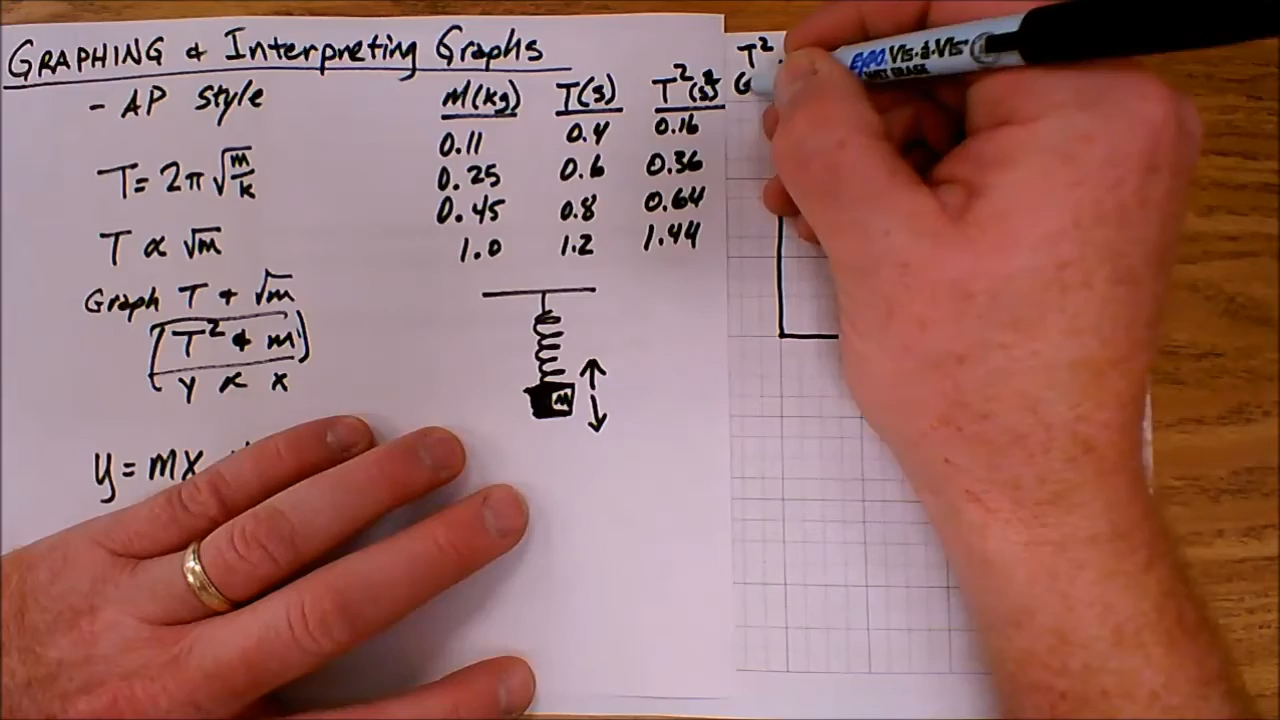 GRAPHING & Interpreting Graphs
- AP style
T = 2π √m/k
T ∝ √m
Graph T & √m
T² & m
y ∝ x
y = mx
M(kg) T(s) T²(s²)
0.11 0.4 0.16
0.25 0.6 0.36
0.45 0.8 0.64
1.0 1.2 1.44
m
T²
EXPO Vis-à-Vis
WET ERASE